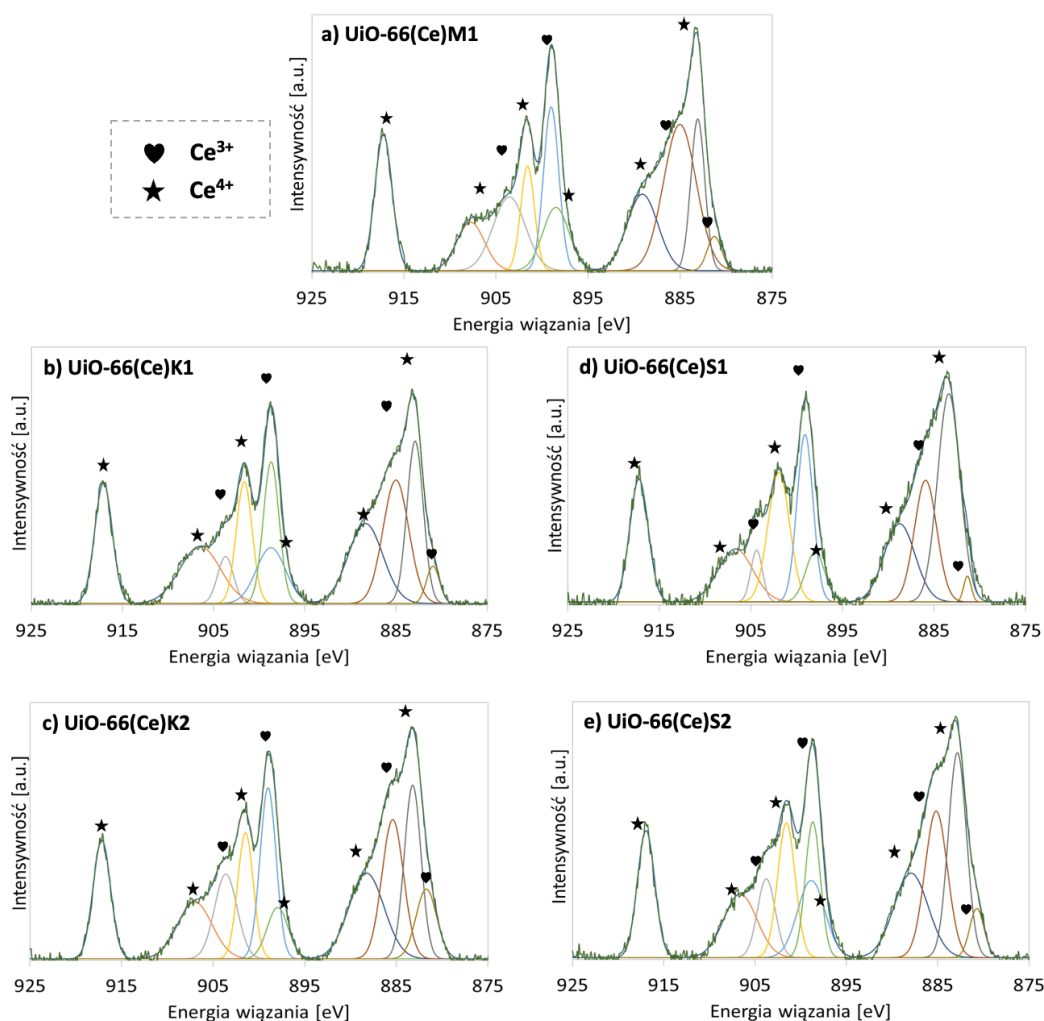 a) UiO-66(Ce)M1
Ce3+
Ce4+
Intensywność [a.u.]
925 915 905 895 885 875
Energia wiązania [eV]
b) UiO-66(Ce)K1
Intensywność [a.u.]
925 915 905 895 885 875
Energia wiązania [eV]
d) UiO-66(Ce)S1
Intensywność [a.u.]
925 915 905 895 885 875
Energia wiązania [eV]
c) UiO-66(Ce)K2
Intensywność [a.u.]
925 915 905 895 885 875
Energia wiązania [eV]
e) UiO-66(Ce)S2
Intensywność [a.u.]
925 915 905 895 885 875
Energia wiązania [eV]